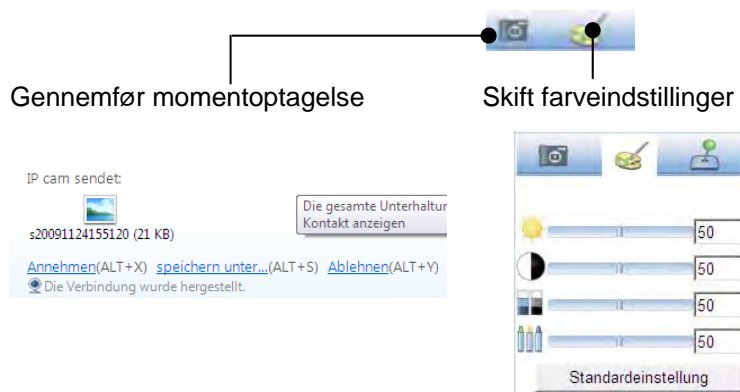 Gennemfør momentoptagelse
Skift farveindstillinger
IP cam sendet:
s20091124155120 (21 KB)
Die gesamte Unterhaltur
Kontakt anzeigen
Annehmen(ALT+X) speichern unter...(ALT+S) Ablehnen(ALT+Y)
Die Verbindung wurde hergestellt.
50
50
50
50
Standardeinstellung